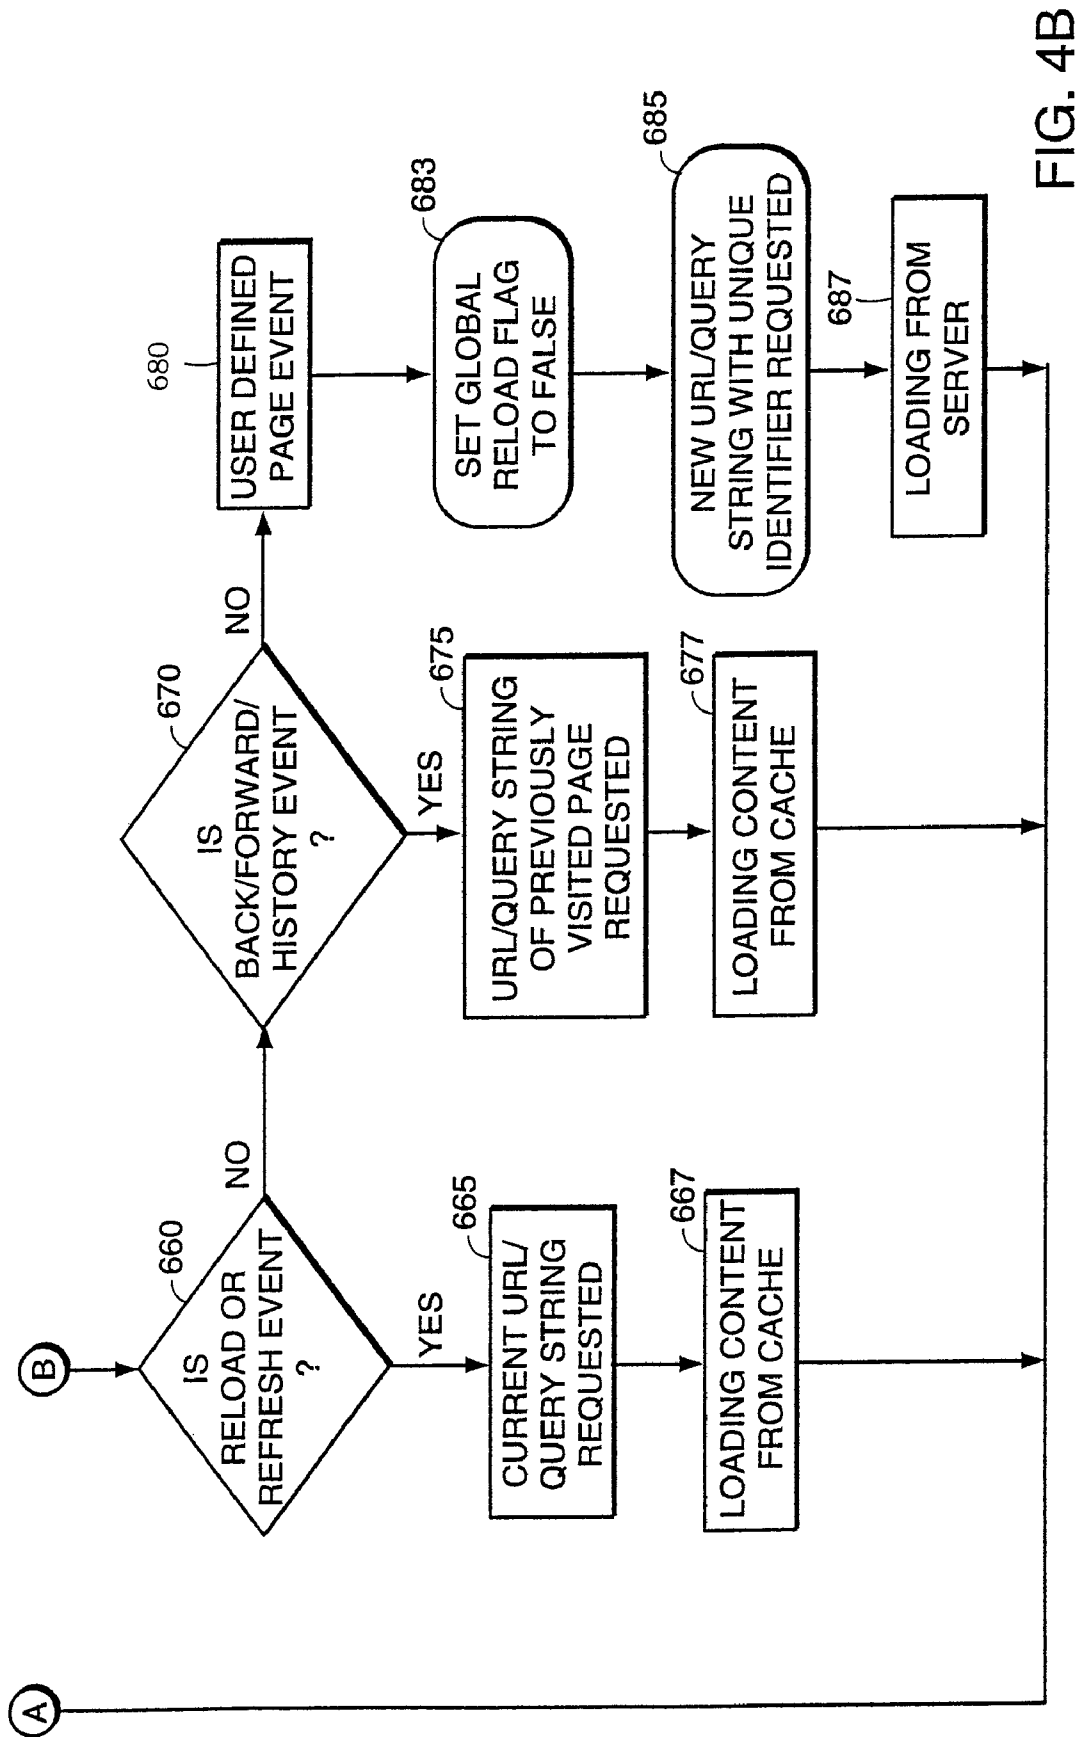 A
B
660
IS
RELOAD OR
REFRESH EVENT
?
NO
YES
665
CURRENT URL/
QUERY STRING
REQUESTED
667
LOADING CONTENT
FROM CACHE
670
IS
BACK/FORWARD/
HISTORY EVENT
?
NO
YES
675
URL/QUERY STRING
OF PREVIOUSLY
VISITED PAGE
REQUESTED
677
LOADING CONTENT
FROM CACHE
680
USER DEFINED
PAGE EVENT
683
SET GLOBAL
RELOAD FLAG
TO FALSE
685
NEW URL/QUERY
STRING WITH UNIQUE
IDENTIFIER REQUESTED
687
LOADING FROM
SERVER
FIG. 4B